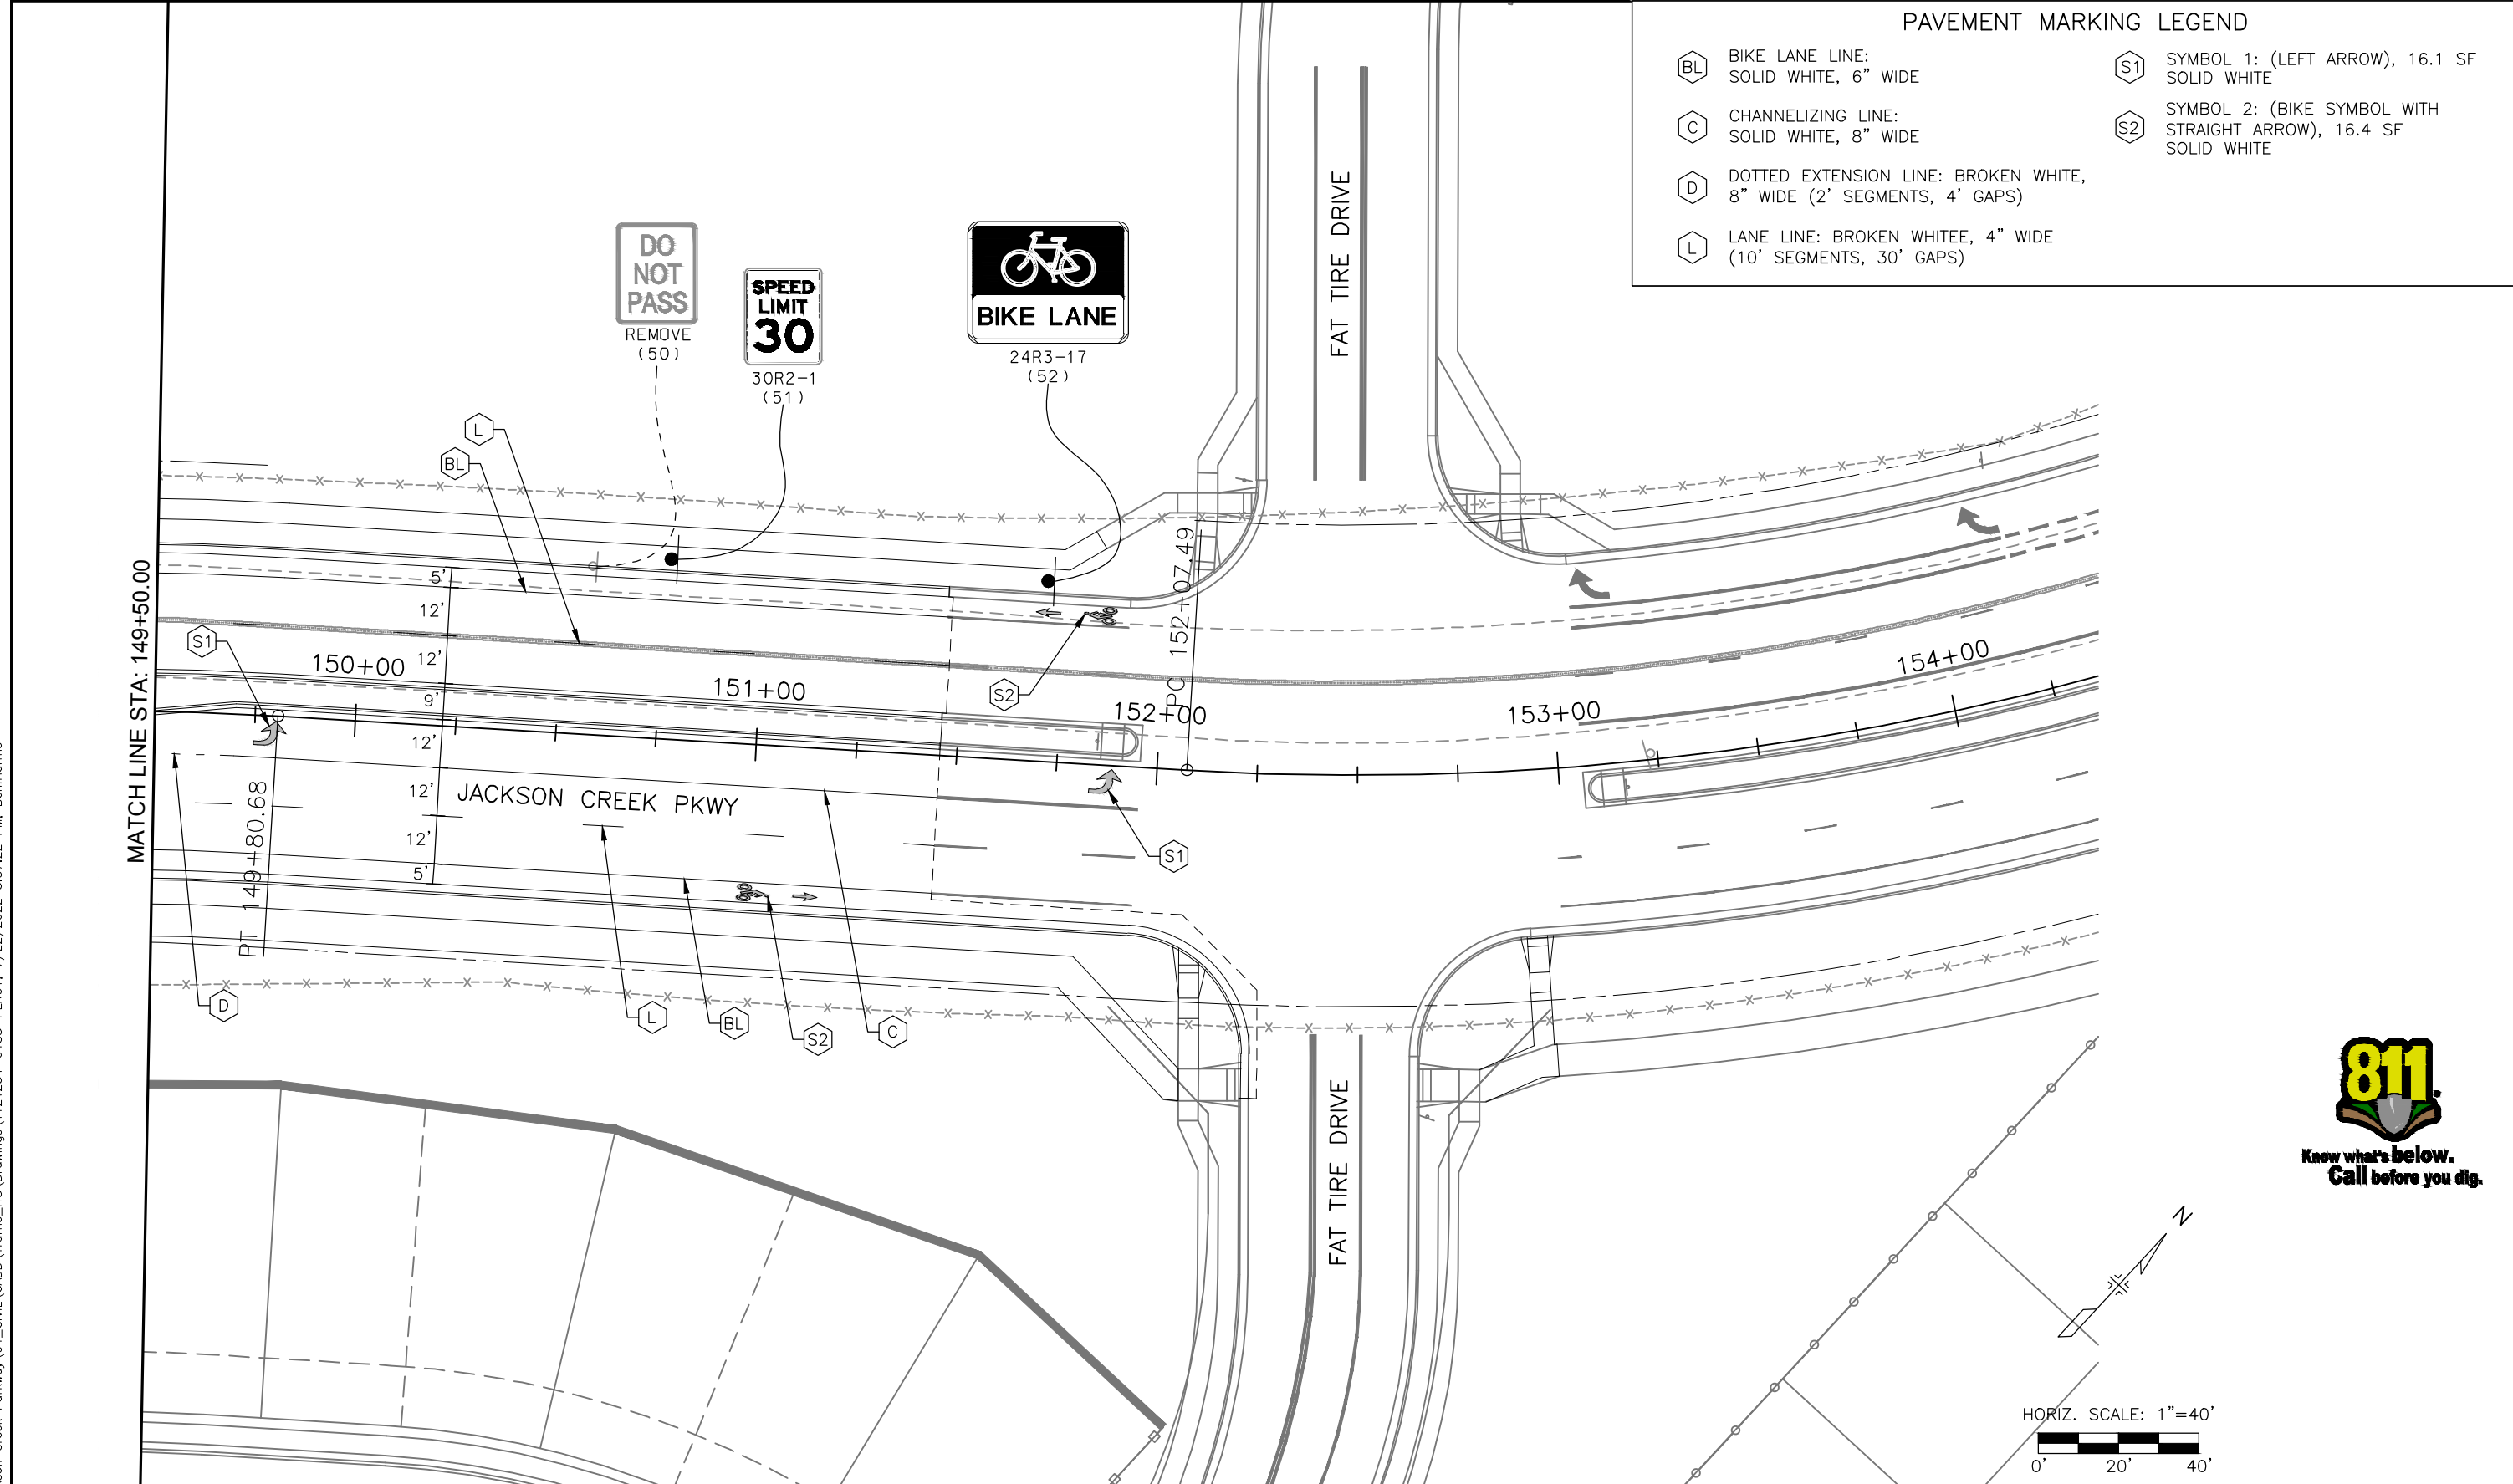 PAVEMENT MARKING LEGEND
BL
BIKE LANE LINE:
SOLID WHITE, 6” WIDE
C
CHANNELIZING LINE:
SOLID WHITE, 8” WIDE
D
DOTTED EXTENSION LINE: BROKEN WHITE,
8” WIDE (2’ SEGMENTS, 4’ GAPS)
L
LANE LINE: BROKEN WHITEE, 4” WIDE
(10’ SEGMENTS, 30’ GAPS)
S1
SYMBOL 1: (LEFT ARROW), 16.1 SF
SOLID WHITE
S2
SYMBOL 2: (BIKE SYMBOL WITH
STRAIGHT ARROW), 16.4 SF
SOLID WHITE
FAT TIRE DRIVE
DO
NOT
PASS
REMOVE
(50)
SPEED
LIMIT
30
30R2-1
(51)
BIKE LANE
24R3-17
(52)
L
BL
MATCH LINE STA: 149+50.00
5’
12’
12’
9’
12’
12’
12’
5’
S1
150+00
151+00
S2
152+00
PC 152+07.49
153+00
154+00
JACKSON CREEK PKWY
PT 149+80.68
S1
D
L
BL
S2
C
FAT TIRE DRIVE
811
Know what's below.
Call before you dig.
N
HORIZ. SCALE: 1”=40’
0’
20’
40’